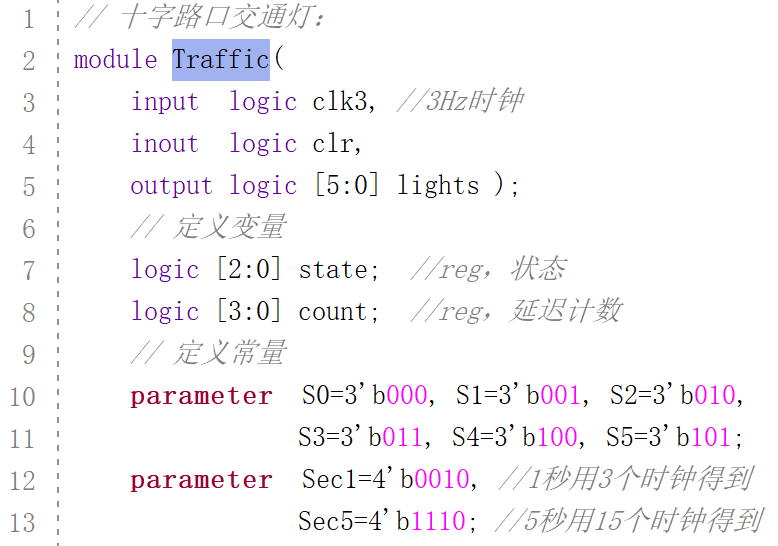 1 // 十字路口交通灯：
2 module Traffic(
3 input logic clk3, //3Hz时钟
4 inout logic clr,
5 output logic [5:0] lights );
6 // 定义变量
7 logic [2:0] state; //reg，状态
8 logic [3:0] count; //reg，延迟计数
9 // 定义常量
10 parameter S0=3'b000, S1=3'b001, S2=3'b010,
11 S3=3'b011, S4=3'b100, S5=3'b101;
12 parameter Sec1=4'b0010, //1秒用3个时钟得到
13 Sec5=4'b1110; //5秒用15个时钟得到